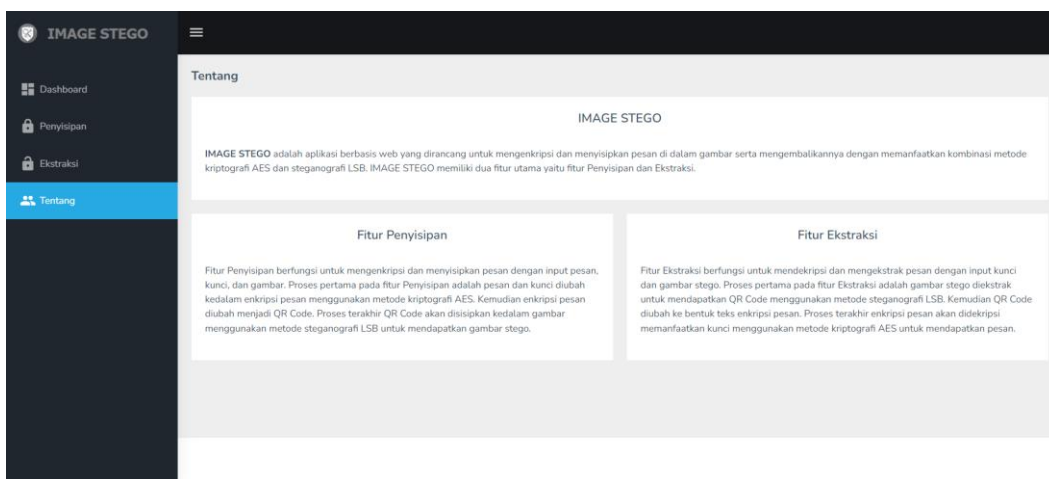 IMAGE STEGO
Dashboard
Penyisipan
Ekstraksi
Tentang
Tentang
IMAGE STEGO
IMAGE STEGO adalah aplikasi berbasis web yang dirancang untuk mengenkripsi dan menyisipkan pesan di dalam gambar serta mengembalikannya dengan memanfaatkan kombinasi metode
kriptografi AES dan steganografi LSB. IMAGE STEGO memiliki dua fitur utama yaitu fitur Penyisipan dan Ekstraksi.
Fitur Penyisipan
Fitur Penyisipan berfungsi untuk mengenkripsi dan menyisipkan pesan dengan input pesan,
kunci, dan gambar. Proses pertama pada fitur Penyisipan adalah pesan dan kunci diubah
kedalam enkripsi pesan menggunakan metode kriptografi AES. Kemudian enkripsi pesan
diubah menjadi QR Code. Proses terakhir QR Code akan disisipkan kedalam gambar
menggunakan metode steganografi LSB untuk mendapatkan gambar stego.
Fitur Ekstraksi
Fitur Ekstraksi berfungsi untuk mendekripsi dan mengekstrak pesan dengan input kunci
dan gambar stego. Proses pertama pada fitur Ekstraksi adalah gambar stego diekstrak
untuk mendapatkan QR Code menggunakan metode steganografi LSB. Kemudian QR Code
diubah ke bentuk teks enkripsi pesan. Proses terakhir enkripsi pesan akan didekripsi
memanfaatkan kunci menggunakan metode kriptografi AES untuk mendapatkan pesan.